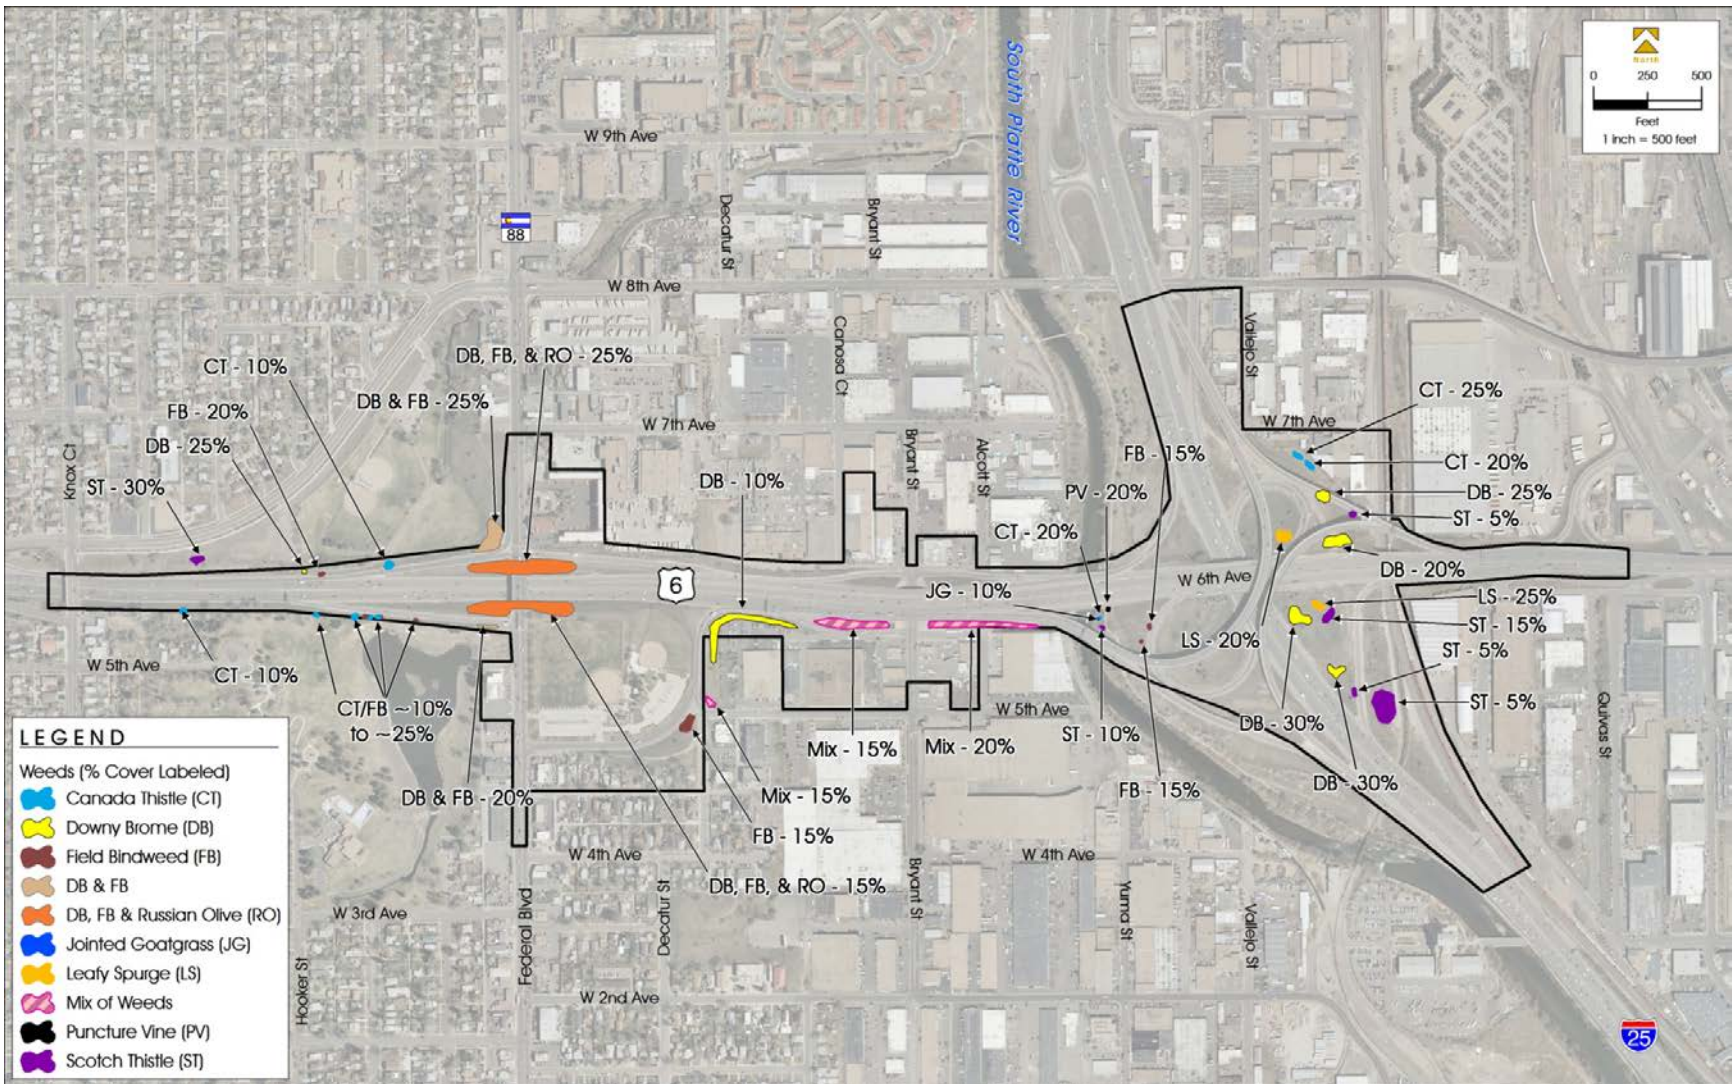 North
0 250 500
Feet
1 inch = 500 feet
South Platte River
W 9th Ave
Decatur St
Bryant St
88
W 8th Ave
Canosa Ct
Vallejo St
DB, FB, & RO - 25%
CT - 10%
DB & FB - 25%
FB - 20%
DB - 25%
ST - 30%
Knox Ct
W 7th Ave
DB - 10%
Bryant St
Alcott St
FB - 15%
PV - 20%
CT - 20%
W 7th Ave
CT - 25%
CT - 20%
DB - 25%
ST - 5%
DB - 20%
W 6th Ave
6
JG - 10%
LS - 25%
ST - 15%
LS - 20%
ST - 5%
W 5th Ave
CT - 10%
CT/FB ~10%
to ~25%
W 5th Ave
ST - 5%
DB - 30%
Mix - 15%
Mix - 20%
ST - 10%
Quivas St
DB & FB - 20%
Mix - 15%
FB - 15%
FB - 15%
DB - 30%
W 4th Ave
W 4th Ave
DB, FB, & RO - 15%
W 3rd Ave
Federal Blvd
Decatur St
Bryant St
Yuma St
Vallejo St
Hooker St
W 2nd Ave
25
LEGEND
Weeds (% Cover Labeled)
Canada Thistle (CT)
Downy Brome (DB)
Field Bindweed (FB)
DB & FB
DB, FB & Russian Olive (RO)
Jointed Goatgrass (JG)
Leafy Spurge (LS)
Mix of Weeds
Puncture Vine (PV)
Scotch Thistle (ST)